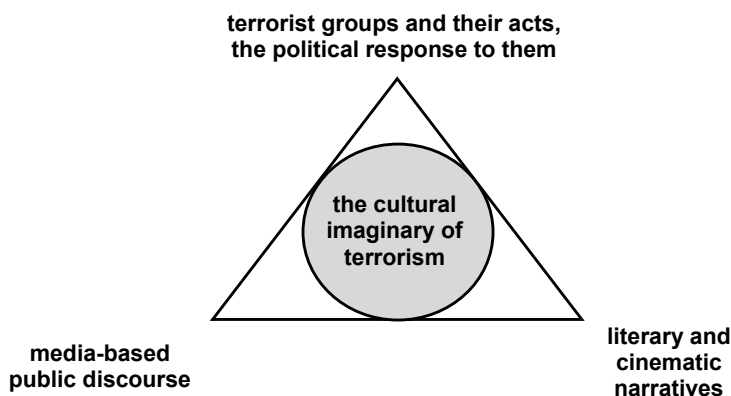 terrorist groups and their acts,
the political response to them
the cultural
imaginary of
terrorism
media-based
public discourse
literary and
cinematic
narratives